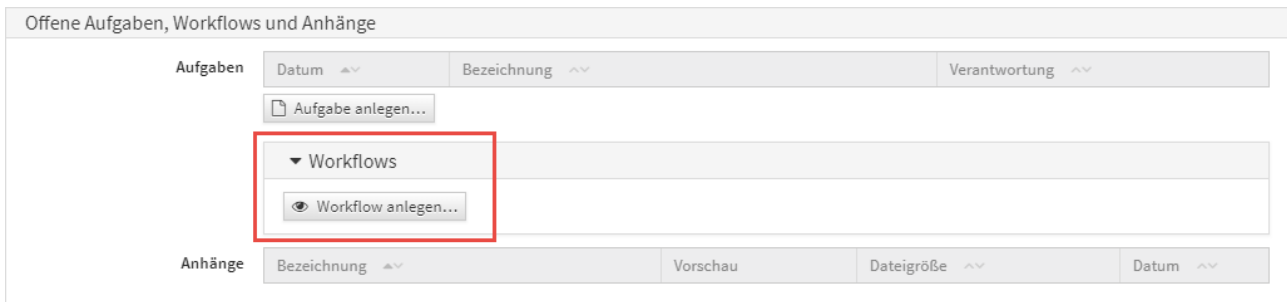 Offene Aufgaben, Workflows und Anhänge
Aufgaben Datum Bezeichnung Verantwortung
Aufgabe anlegen...
Workflows
Workflow anlegen...
Anhänge Bezeichnung Vorschau Dateigröße Datum